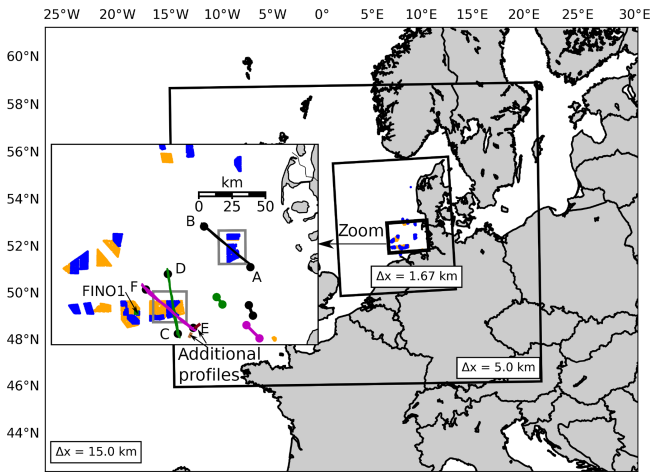 25°W 20°W 15°W 10°W 5°W 0° 5°E 10°E 15°E 20°E 25°E 30°E
60°N
58°N
56°N
54°N
52°N
50°N
48°N
46°N
44°N
km
0 25 50
B
A
D
F
FINO1
E
C
Additional
profiles
Zoom
Δx = 1.67 km
Δx = 5.0 km
Δx = 15.0 km